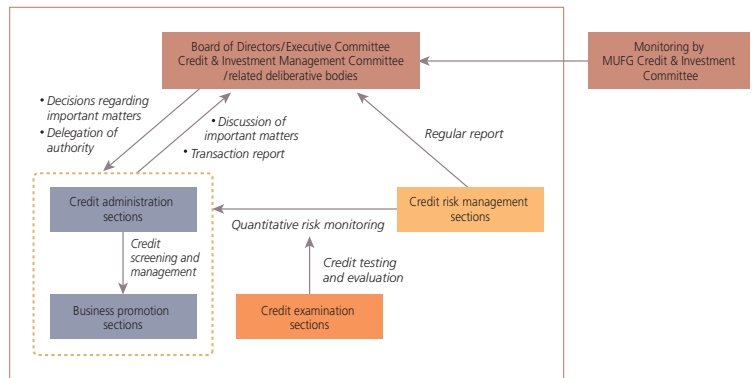 Board of Directors/Executive Committee
Credit & Investment Management Committee
/related deliberative bodies
Monitoring by
MUFG Credit & Investment
Committee
• Decisions regarding
important matters
• Delegation of
authority
• Discussion of
important matters
• Transaction report
Regular report
Credit administration
sections
Credit risk management
sections
Quantitative risk monitoring
Credit
screening and
management
Credit testing
and evaluation
Business promotion
sections
Credit examination
sections